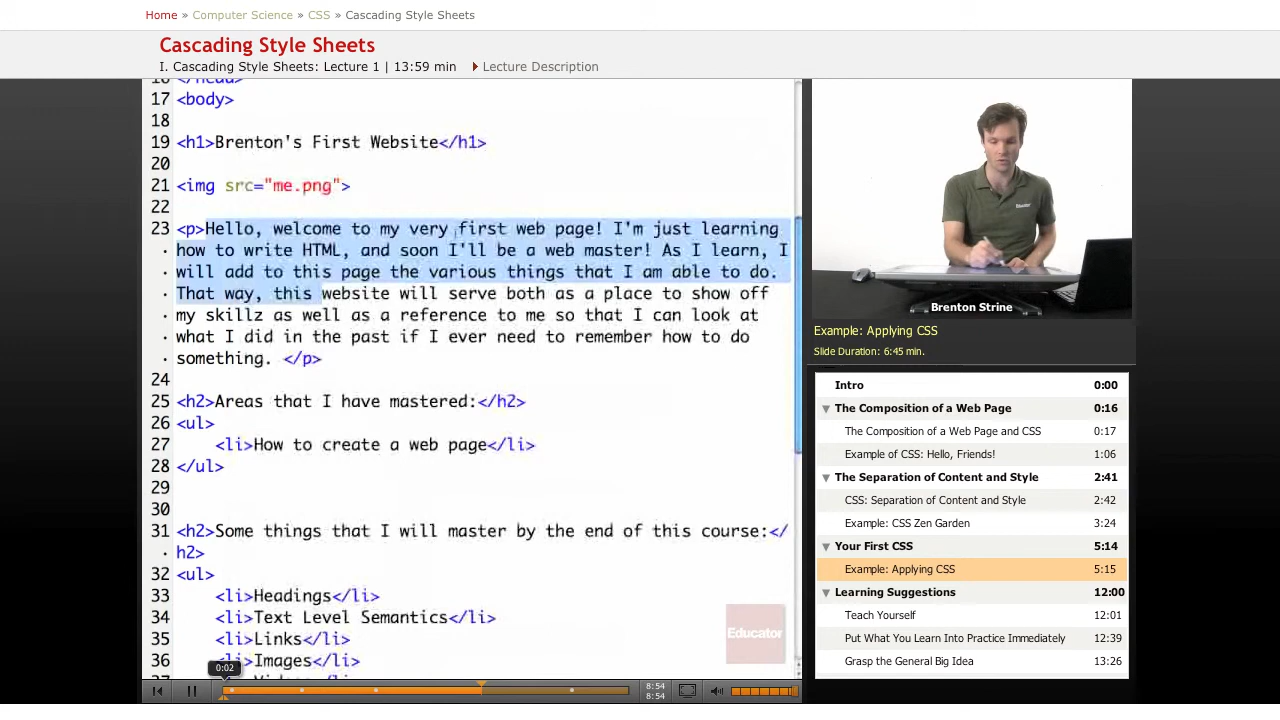 Home » Computer Science » CSS » Cascading Style Sheets
Cascading Style Sheets
I. Cascading Style Sheets: Lecture 1 | 13:59 min Lecture Description
16 </head>
17 <body>
18
19 <h1>Brenton's First Website</h1>
20
21 <img src="me.png">
22
23 <p>Hello, welcome to my very first web page! I'm just learning
how to write HTML, and soon I'll be a web master! As I learn, I
will add to this page the various things that I am able to do.
That way, this website will serve both as a place to show off
my skillz as well as a reference to me so that I can look at
what I did in the past if I ever need to remember how to do
something. </p>
24
25 <h2>Areas that I have mastered:</h2>
26 <ul>
27 <li>How to create a web page</li>
28 </ul>
29
30
31 <h2>Some things that I will master by the end of this course:</
h2>
32 <ul>
33 <li>Headings</li>
34 <li>Text Level Semantics</li>
35 <li>Links</li>
36 <li>Images</li>
Educator
0:02
8:54
8:54
Brenton Strine
Example: Applying CSS
Slide Duration: 6:45 min.
Intro 0:00
The Composition of a Web Page 0:16
The Composition of a Web Page and CSS 0:17
Example of CSS: Hello, Friends! 1:06
The Separation of Content and Style 2:41
CSS: Separation of Content and Style 2:42
Example: CSS Zen Garden 3:24
Your First CSS 5:14
Example: Applying CSS 5:15
Learning Suggestions 12:00
Teach Yourself 12:01
Put What You Learn Into Practice Immediately 12:39
Grasp the General Big Idea 13:26